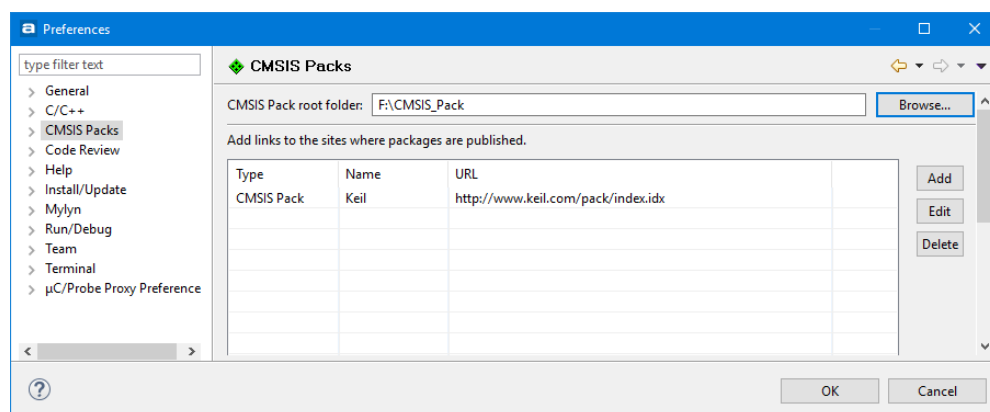 a Preferences
type filter text
General
C/C++
CMSIS Packs
Code Review
Help
Install/Update
Mylyn
Run/Debug
Team
Terminal
µC/Probe Proxy Preference
CMSIS Packs
CMSIS Pack root folder: F:\CMSIS_Pack Browse...
Add links to the sites where packages are published.
Type Name URL
CMSIS Pack Keil http://www.keil.com/pack/index.idx
Add
Edit
Delete
? OK Cancel